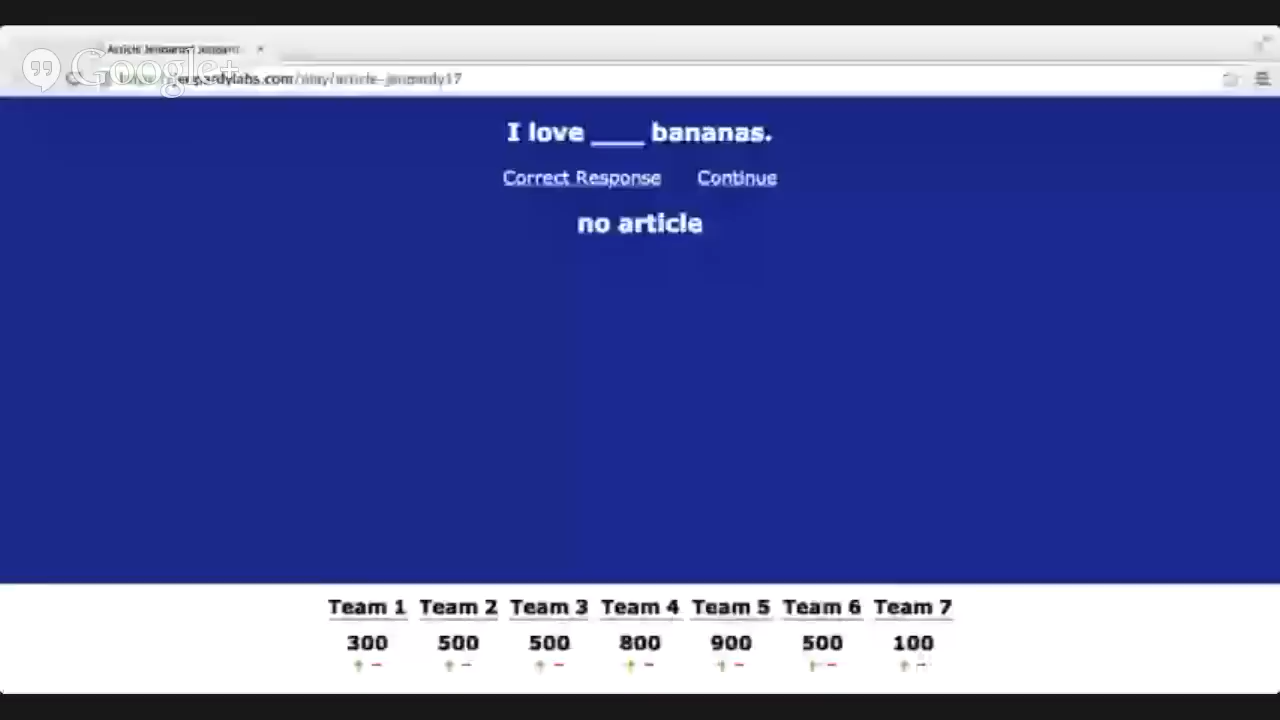 Google+
I love ____ bananas.
Correct Response Continue
no article
Team 1 Team 2 Team 3 Team 4 Team 5 Team 6 Team 7
300 500 500 800 900 500 100